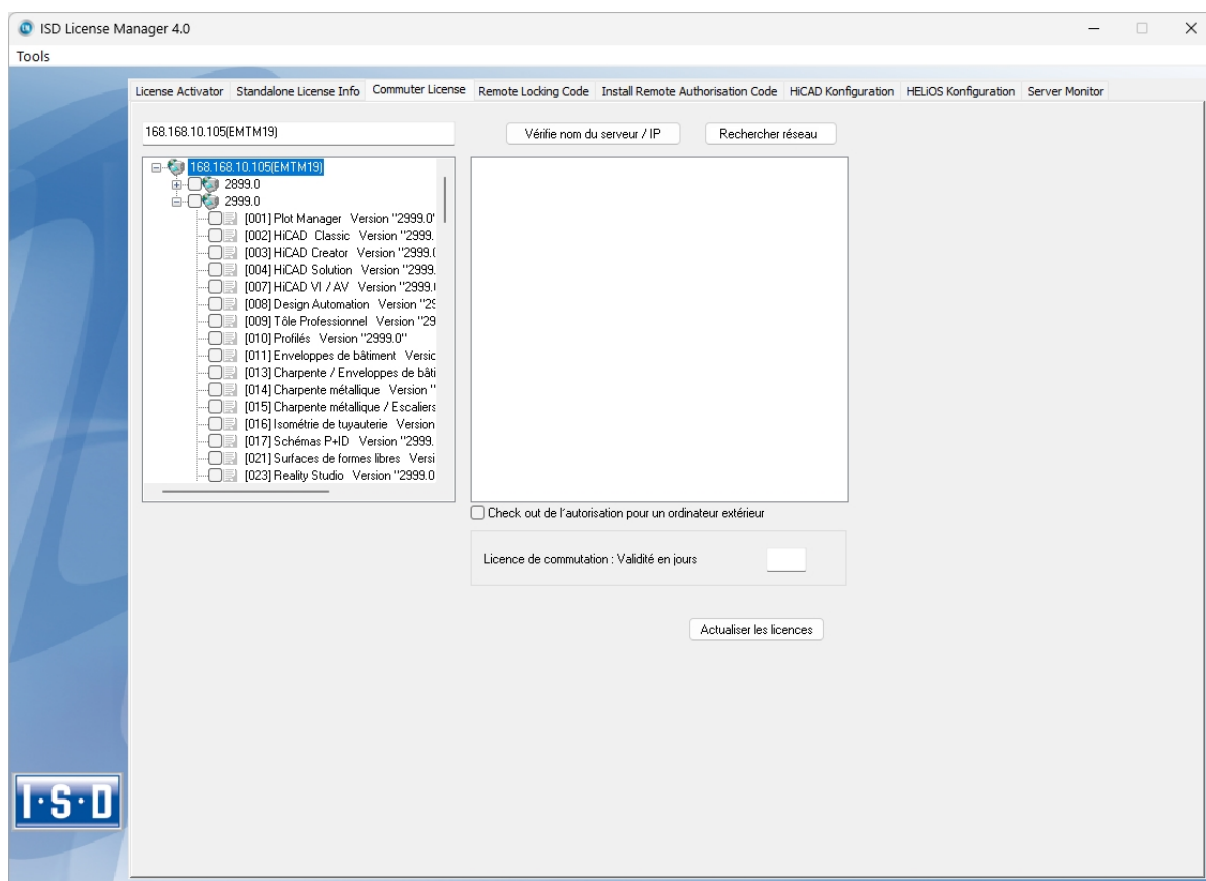 ISD License Manager 4.0
Tools
License Activator Standalone License Info Commuter License Remote Locking Code Install Remote Authorisation Code HiCAD Konfiguration HELiOS Konfiguration Server Monitor
168.168.10.105(EMTM19) Vérifie nom du serveur / IP Rechercher réseau
168.168.10.105(EMTM19)
2899.0
2999.0
[001] Plot Manager Version "2999.0"
[002] HiCAD Classic Version "2999.
[003] HiCAD Creator Version "2999.(
[004] HiCAD Solution Version "2999.
[007] HiCAD VI / AV Version "2999.
[008] Design Automation Version "29
[009] Tôle Professionnel Version "29
[010] Profilés Version "2999.0"
[011] Enveloppes de bâtiment Versic
[013] Charpente / Enveloppes de bâti
[014] Charpente métallique Version "
[015] Charpente métallique / Escaliers
[016] Isométrie de tuyauterie Version
[017] Schémas P+ID Version "2999.
[021] Surfaces de formes libres Versi
[023] Reality Studio Version "2999.0
Check out de l'autorisation pour un ordinateur extérieur
Licence de commutation : Validité en jours
Actualiser les licences
I·S·D